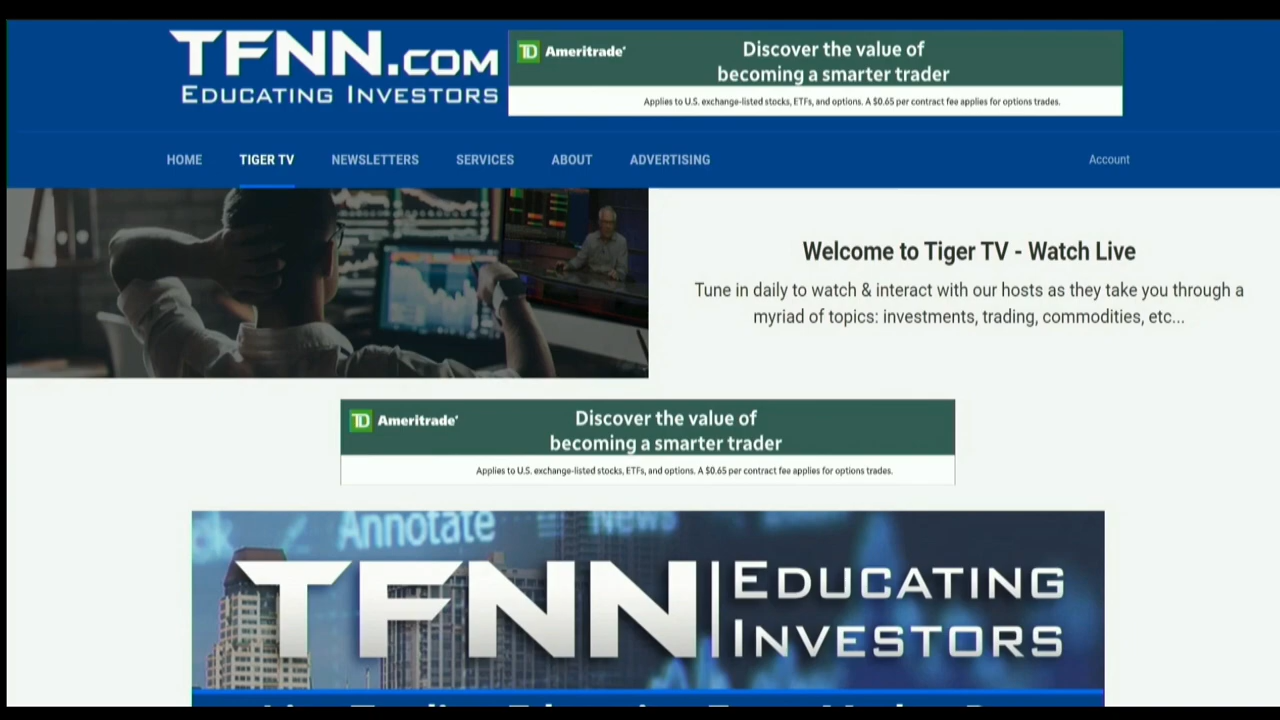 TFNN.COM
EDUCATING INVESTORS
TD Ameritrade
Discover the value of
becoming a smarter trader
Applies to U.S. exchange-listed stocks, ETFs, and options. A $0.65 per contract fee applies for options trades.
HOME TIGER TV NEWSLETTERS SERVICES ABOUT ADVERTISING Account
Welcome to Tiger TV - Watch Live
Tune in daily to watch & interact with our hosts as they take you through a
myriad of topics: investments, trading, commodities, etc...
TD Ameritrade
Discover the value of
becoming a smarter trader
Applies to U.S. exchange-listed stocks, ETFs, and options. A $0.65 per contract fee applies for options trades.
Annotate News
TFNN
EDUCATING
INVESTORS